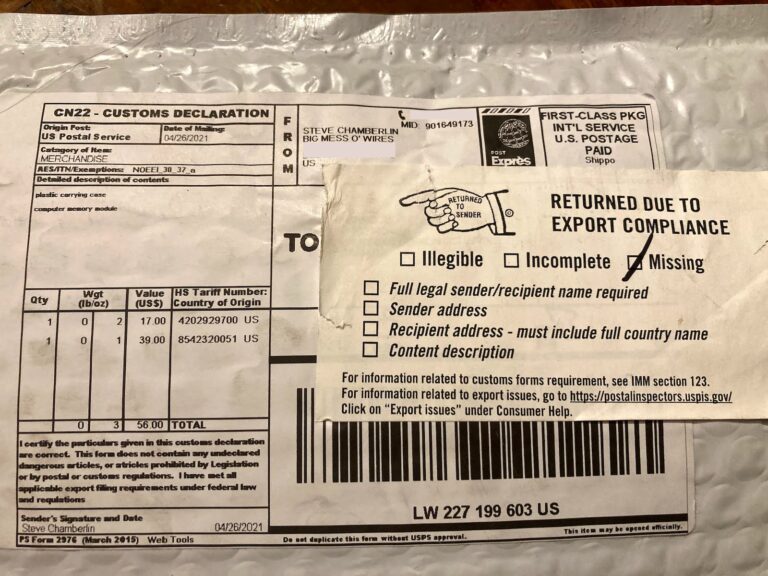 CN22 - CUSTOMS DECLARATION
Origin Post:
US Postal Service
Date of Mailing:
04/26/2021
Category of Item:
MERCHANDISE
AES/ITN/Exemptions: NOEEI_30_37_a
Detailed description of contents
plastic carrying case
computer memory module
Qty
Wgt (lb/oz)
Value (US$)
HS Tariff Number: Country of Origin
1 0 2 17.00 4202929700 US
1 0 1 39.00 8542320051 US
0 3 56.00 TOTAL
I certify the particulars given in this customs declaration
are correct. This form does not contain any undeclared
dangerous articles, or atricles prohibited by Legislation
or by postal or customs regulations. I have met all
applicable export filing requirements under federal law
and regulations
Sender's Signature and Date
Steve Chamberlin 04/26/2021
PS Form 2976 (March 2015) Web Tools
Do not duplicate this form without USPS approval.
This item may be opened officially.
FROM
STEVE CHAMBERLIN
BIG MESS O' WIRES
US
MID: 901649173
POST
Exprès
FIRST-CLASS PKG
INT'L SERVICE
U.S. POSTAGE
PAID
Shippo
TO
RETURNED
TO
SENDER
RETURNED DUE TO
EXPORT COMPLIANCE
Illegible Incomplete Missing
Full legal sender/recipient name required
Sender address
Recipient address - must include full country name
Content description
For information related to customs forms requirement, see IMM section 123.
For information related to export issues, go to https://postalinspectors.uspis.gov/
Click on "Export issues" under Consumer Help.
LW 227 199 603 US